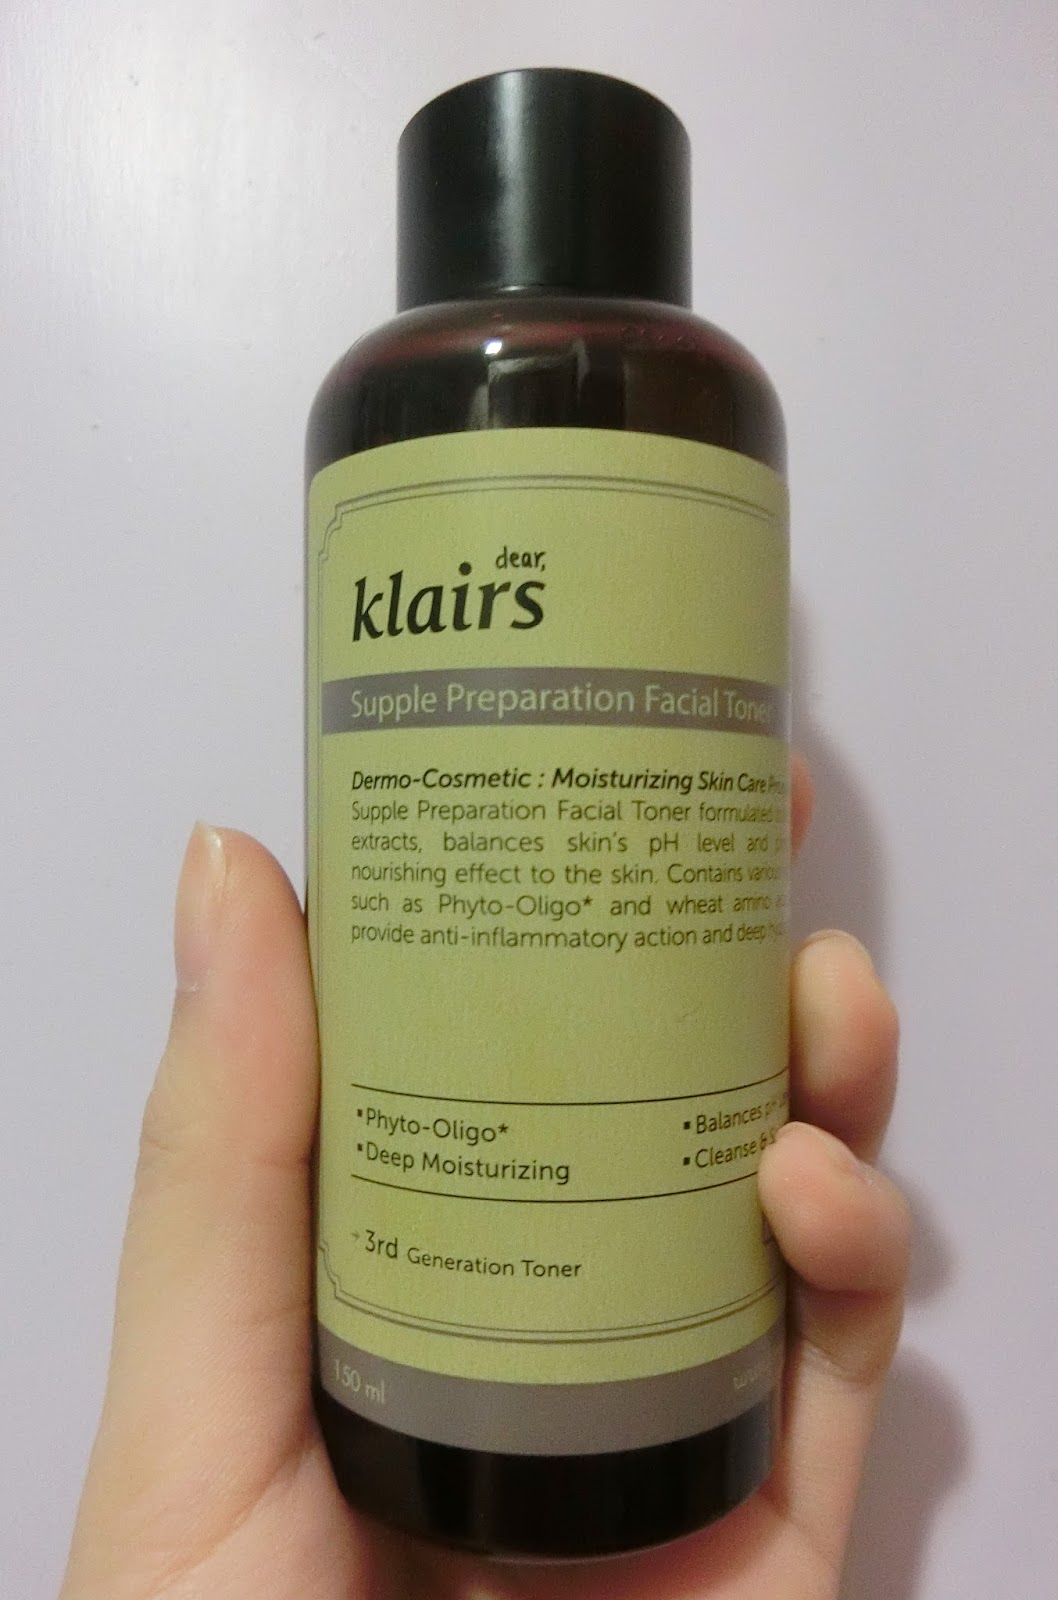 dear,
klairs
Supple Preparation Facial Toner
Dermo-Cosmetic : Moisturizing Skin Care
Supple Preparation Facial Toner formulated
extracts, balances skin's pH level and
nourishing effect to the skin. Contains
such as Phyto-Oligo* and wheat amino
provide anti-inflammatory action and deep
▪ Phyto-Oligo*
▪ Balances pH
▪ Deep Moisturizing
▪ Cleanse &
→ 3rd Generation Toner
150 ml